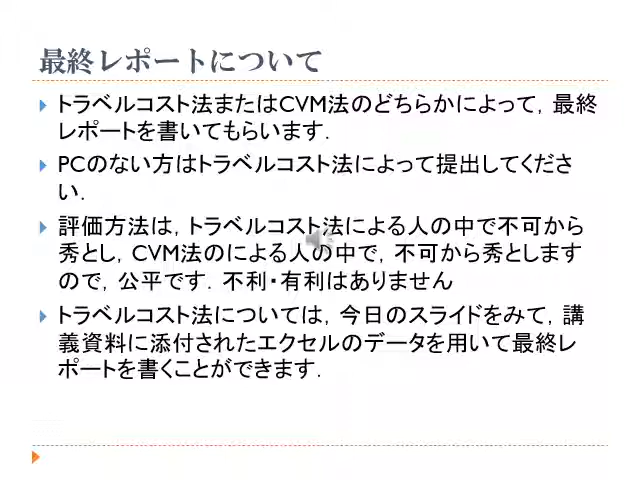 最終レポートについて
トラベルコスト法またはCVM法のどちらかによって，最終
レポートを書いてもらいます．
PCのない方はトラベルコスト法によって提出してくださ
い．
評価方法は，トラベルコスト法による人の中で不可から
秀とし，CVM法のによる人の中で，不可から秀とします
ので，公平です．不利・有利はありません
トラベルコスト法については，今日のスライドをみて，講
義資料に添付されたエクセルのデータを用いて最終レ
ポートを書くことができます．